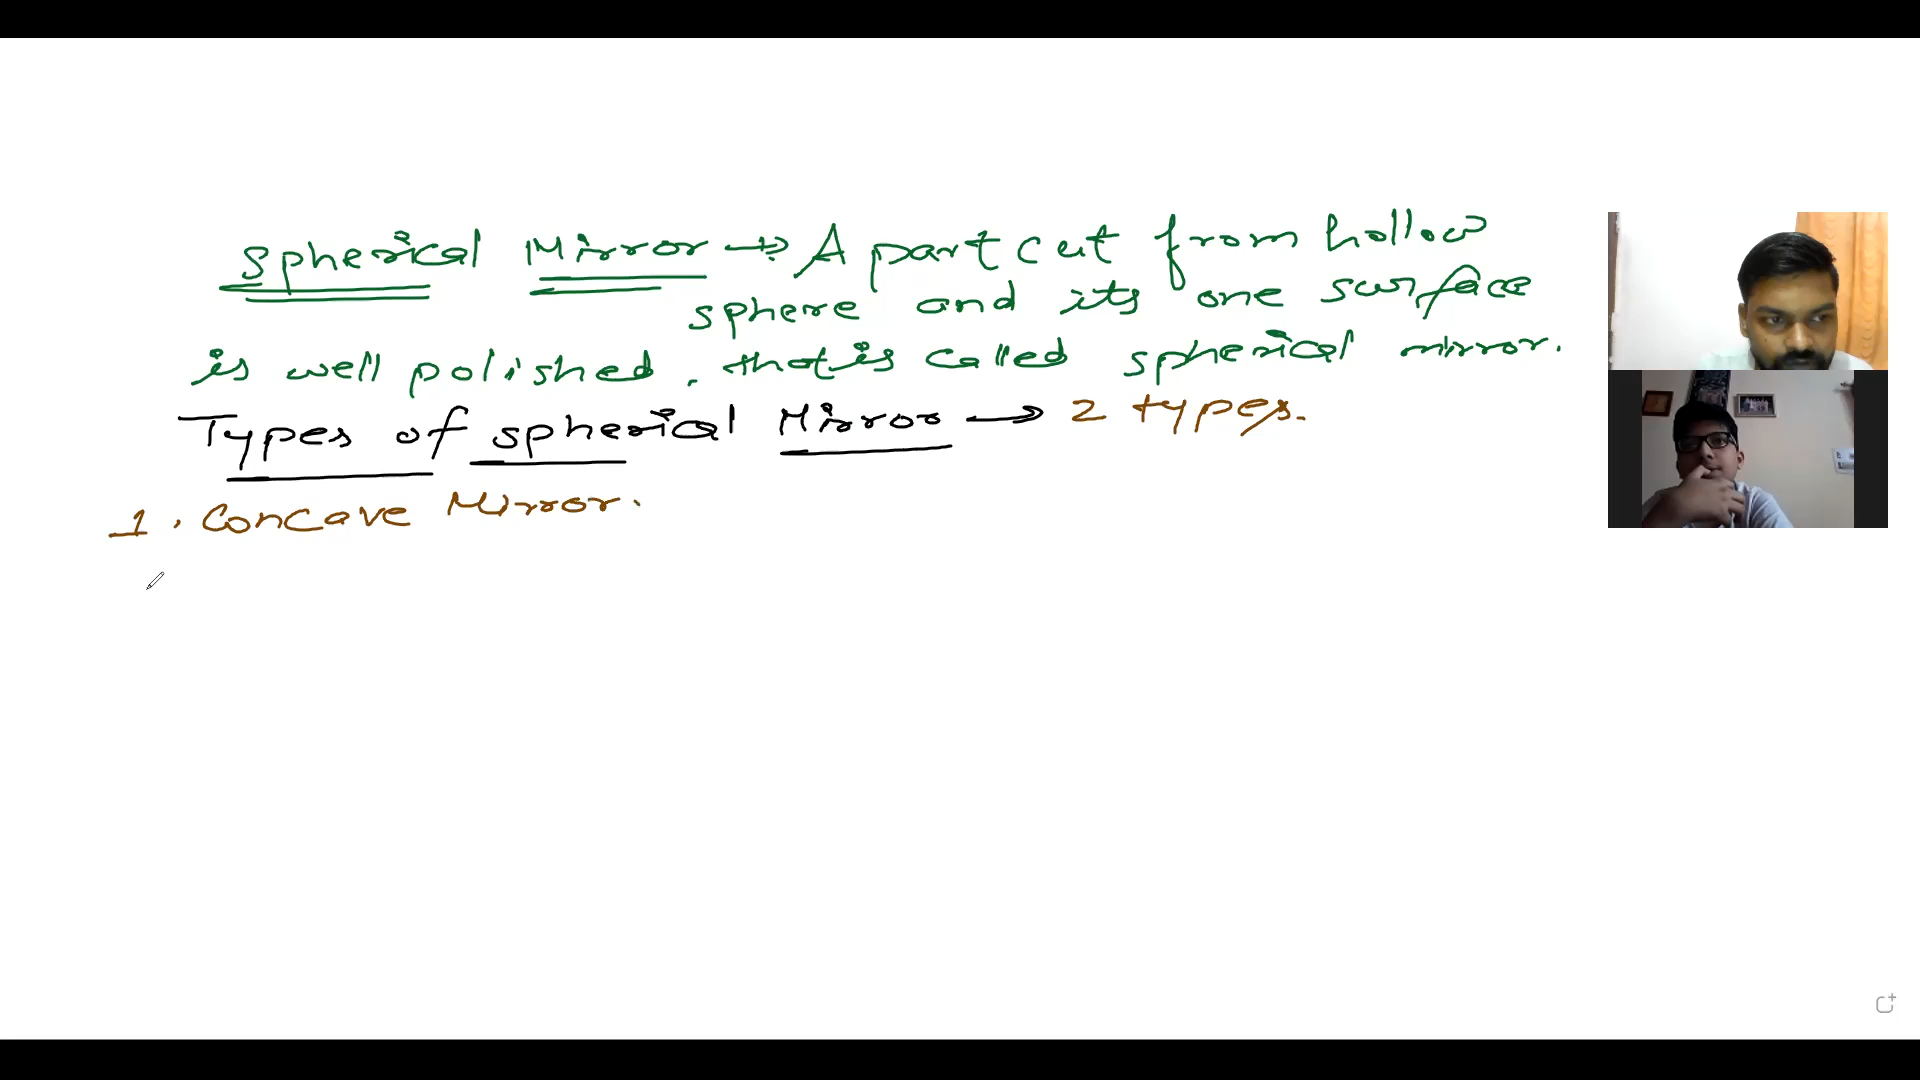 Spherical Mirror → A part cut from hollow
sphere and its one surface
is well polished. that is called spherical mirror.
Types of spherical Mirror → 2 types.
1. Concave Mirror.